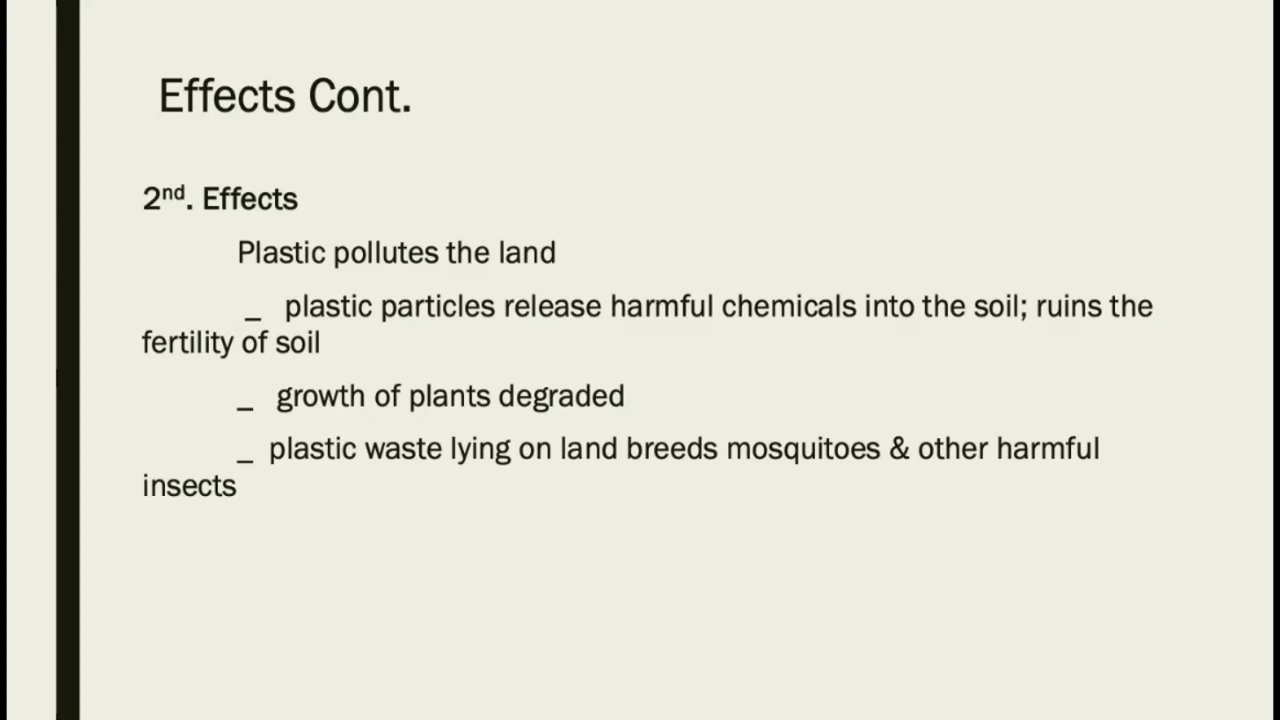 Effects Cont.
2nd. Effects
Plastic pollutes the land
_ plastic particles release harmful chemicals into the soil; ruins the
fertility of soil
_ growth of plants degraded
_ plastic waste lying on land breeds mosquitoes & other harmful
insects